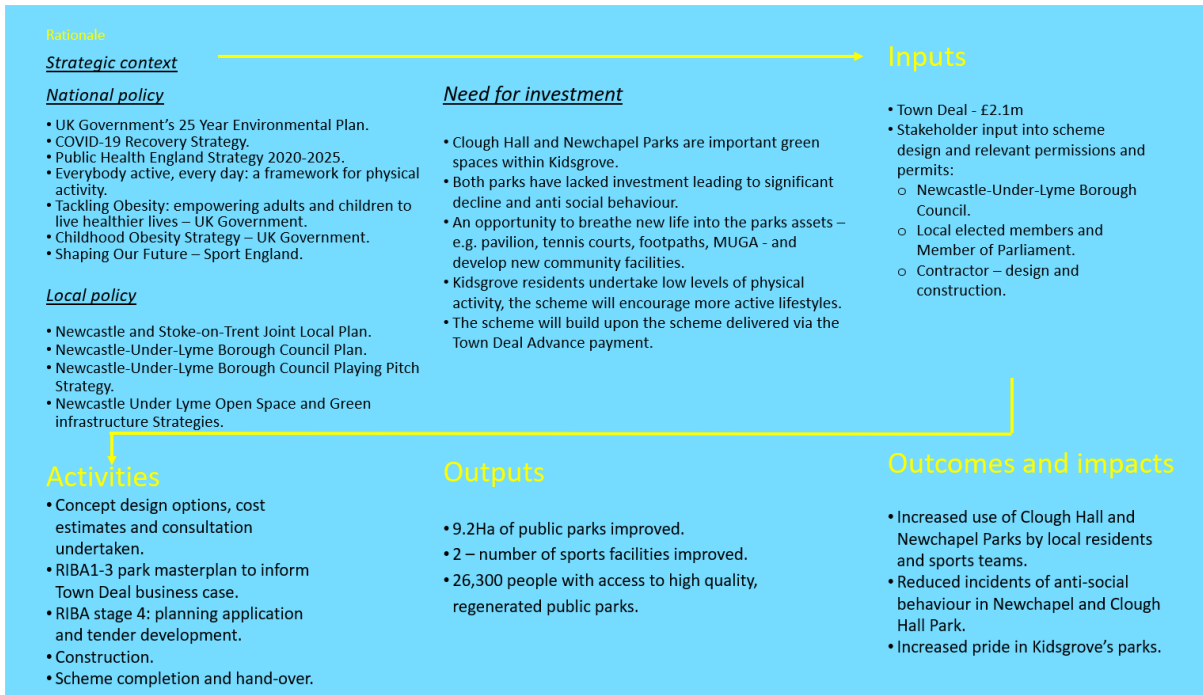 Rationale
Strategic context
National policy
• UK Government's 25 Year Environmental Plan.
• COVID-19 Recovery Strategy.
• Public Health England Strategy 2020-2025.
• Everybody active, every day: a framework for physical
activity.
• Tackling Obesity: empowering adults and children to
live healthier lives – UK Government.
• Childhood Obesity Strategy – UK Government.
• Shaping Our Future – Sport England.
Local policy
• Newcastle and Stoke-on-Trent Joint Local Plan.
• Newcastle-Under-Lyme Borough Council Plan.
• Newcastle-Under-Lyme Borough Council Playing Pitch
Strategy.
• Newcastle Under Lyme Open Space and Green
infrastructure Strategies.
Need for investment
• Clough Hall and Newchapel Parks are important green
spaces within Kidsgrove.
• Both parks have lacked investment leading to significant
decline and anti social behaviour.
• An opportunity to breathe new life into the parks assets –
e.g. pavilion, tennis courts, footpaths, MUGA - and
develop new community facilities.
• Kidsgrove residents undertake low levels of physical
activity, the scheme will encourage more active lifestyles.
• The scheme will build upon the scheme delivered via the
Town Deal Advance payment.
Inputs
• Town Deal - £2.1m
• Stakeholder input into scheme
design and relevant permissions and
permits:
o Newcastle-Under-Lyme Borough
Council.
o Local elected members and
Member of Parliament.
o Contractor – design and
construction.
Activities
• Concept design options, cost
estimates and consultation
undertaken.
• RIBA1-3 park masterplan to inform
Town Deal business case.
• RIBA stage 4: planning application
and tender development.
• Construction.
• Scheme completion and hand-over.
Outputs
• 9.2Ha of public parks improved.
• 2 – number of sports facilities improved.
• 26,300 people with access to high quality,
regenerated public parks.
Outcomes and impacts
• Increased use of Clough Hall and
Newchapel Parks by local residents
and sports teams.
• Reduced incidents of anti-social
behaviour in Newchapel and Clough
Hall Park.
• Increased pride in Kidsgrove's parks.